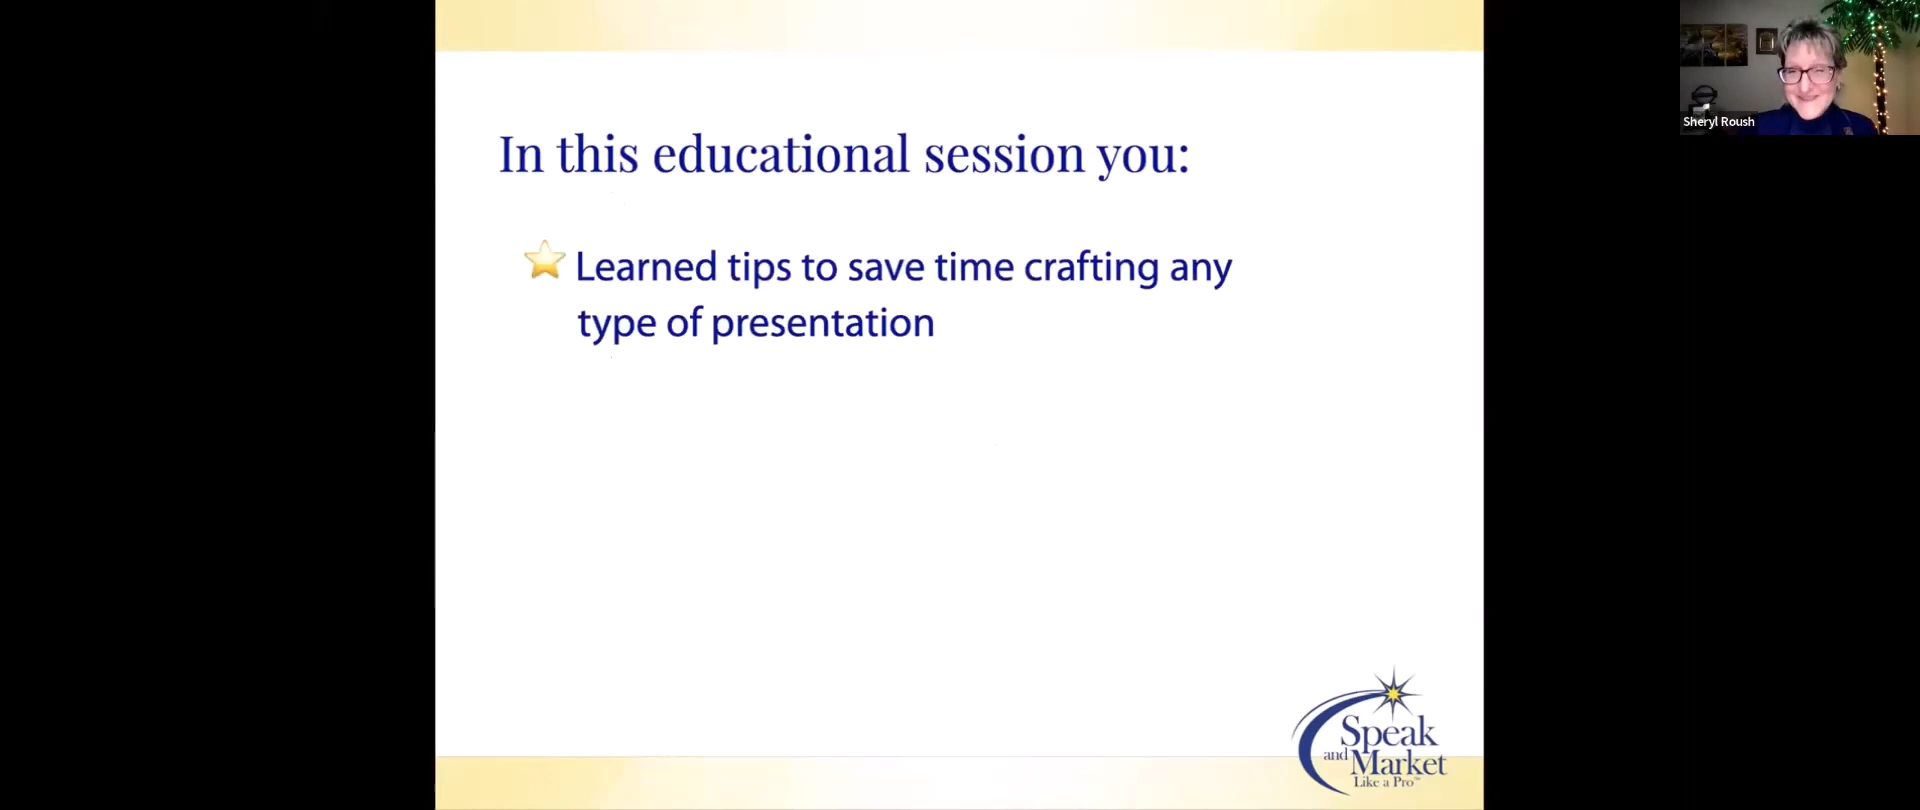 In this educational session you:
Learned tips to save time crafting any
type of presentation
Sheryl Roush
Speak
and Market
Like a Pro™